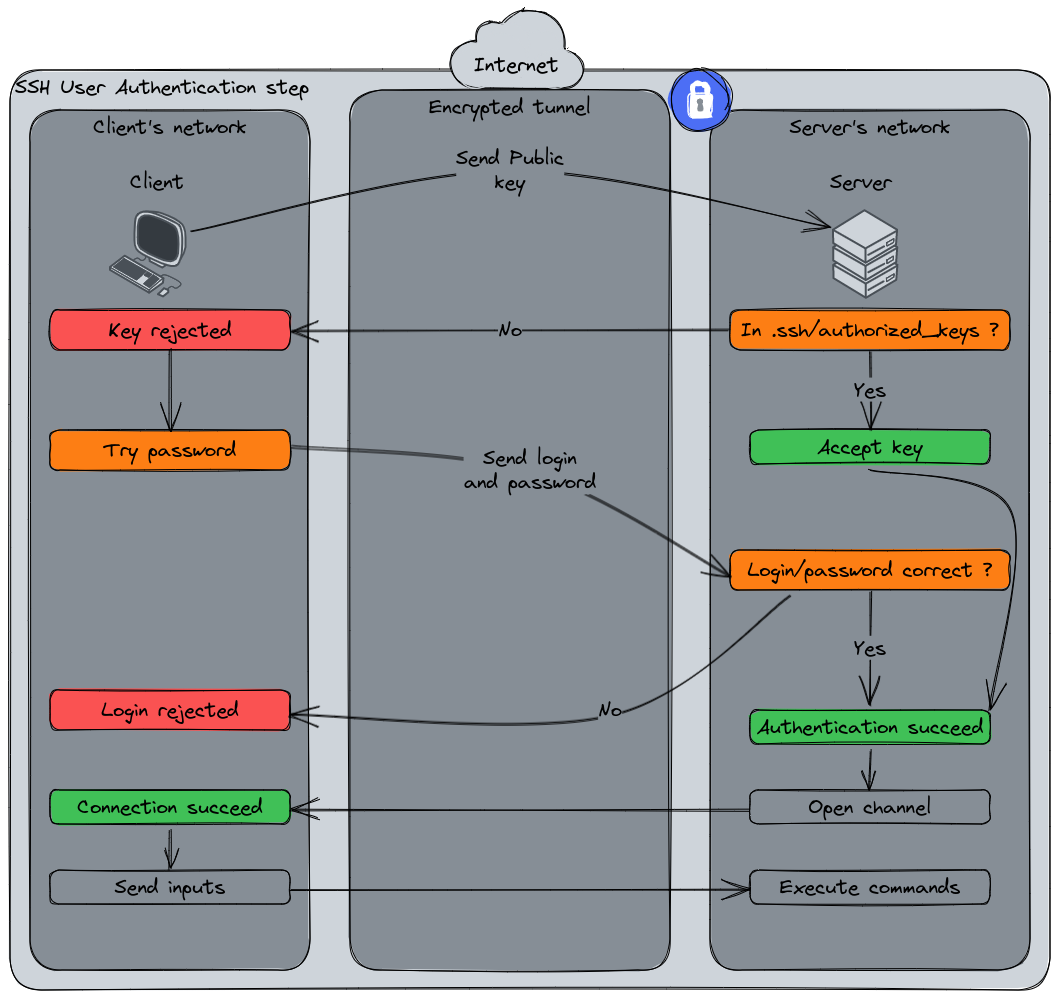 Internet
SSH User Authentication step
Encrypted tunnel
Client's network
Server's network
Send Public
key
Client
Server
Key rejected
No
In .ssh/authorized_keys ?
Yes
Try password
Accept key
Send login
and password
Login/password correct ?
Yes
Login rejected
No
Authentication succeed
Connection succeed
Open channel
Send inputs
Execute commands